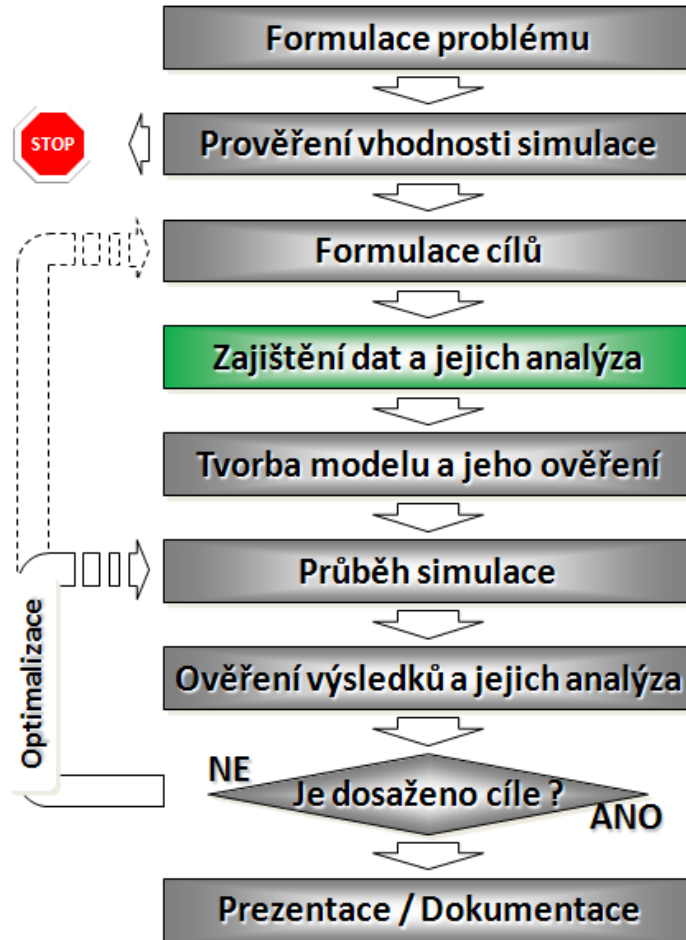 Formulace problému
STOP
Prověření vhodnosti simulace
Formulace cílů
Zajištění dat a jejich analýza
Tvorba modelu a jeho ověření
Průběh simulace
Optimalizace
Ověření výsledků a jejich analýza
NE
Je dosaženo cíle ?
ANO
Prezentace / Dokumentace